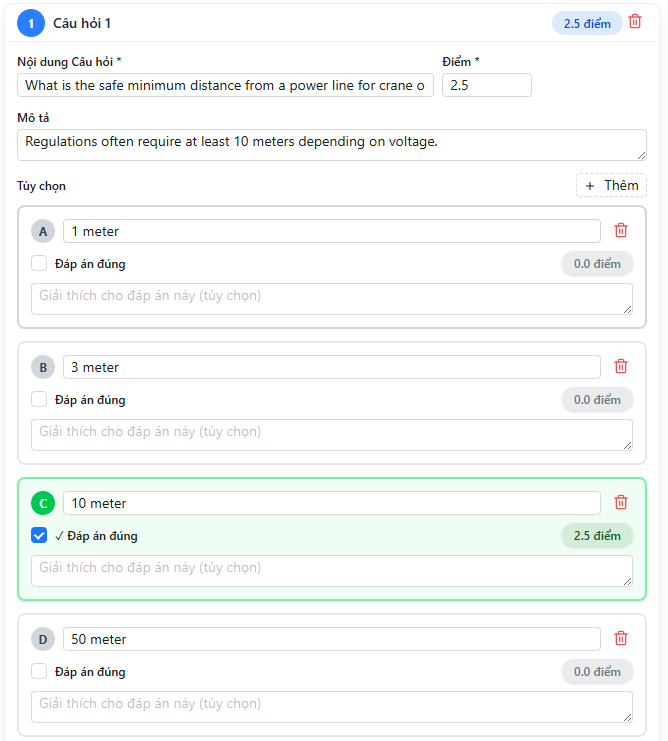 1 Câu hỏi 1 2.5 điểm
Nội dung Câu hỏi * Điểm *
What is the safe minimum distance from a power line for crane o 2.5
Mô tả
Regulations often require at least 10 meters depending on voltage.
Tùy chọn + Thêm
A 1 meter
Đáp án đúng 0.0 điểm
Giải thích cho đáp án này (tùy chọn)
B 3 meter
Đáp án đúng 0.0 điểm
Giải thích cho đáp án này (tùy chọn)
C 10 meter
✓ Đáp án đúng 2.5 điểm
Giải thích cho đáp án này (tùy chọn)
D 50 meter
Đáp án đúng 0.0 điểm
Giải thích cho đáp án này (tùy chọn)